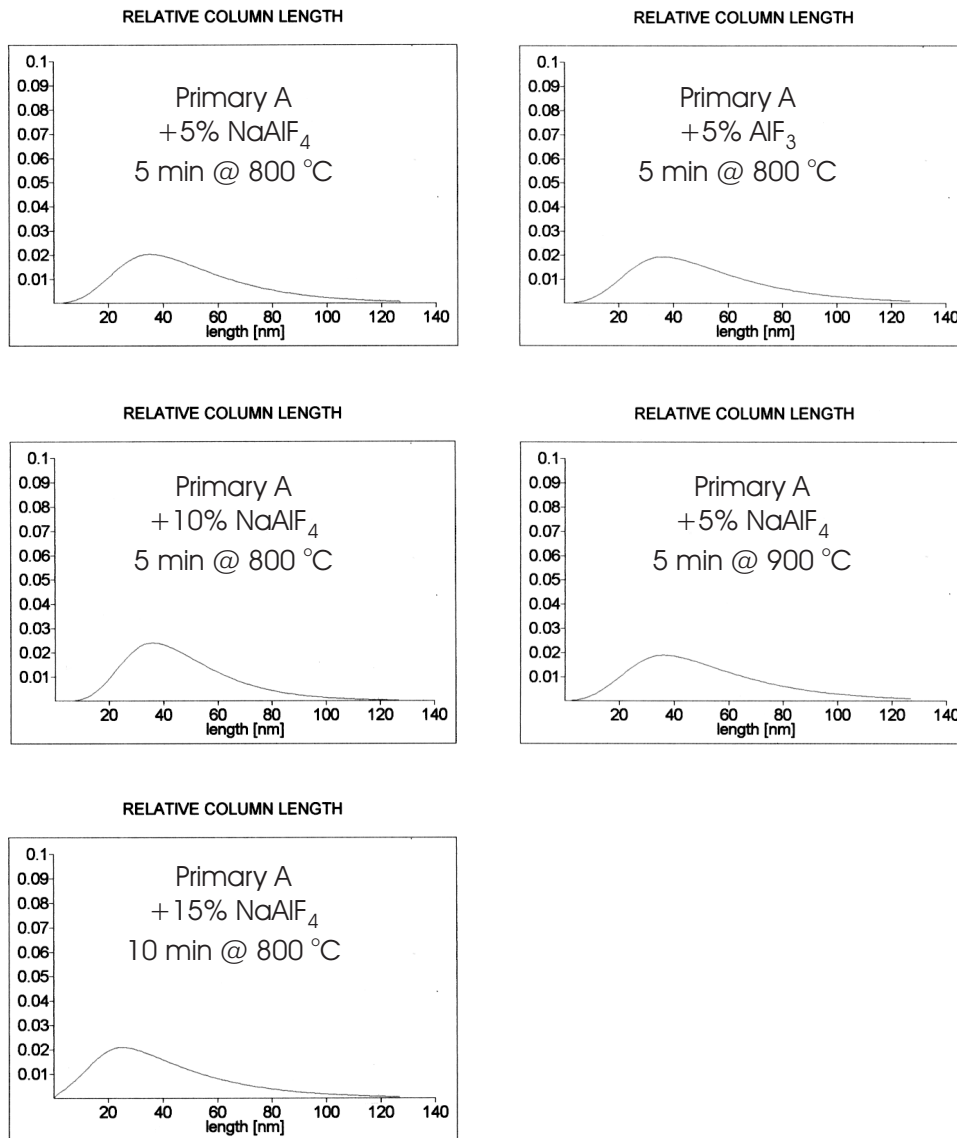 RELATIVE COLUMN LENGTH
0.1
0.09
0.08
0.07
0.06
0.05
0.04
0.03
0.02
0.01
Primary A
+5% NaAlF₄
5 min @ 800 °C
20 40 60 80 100 120 140
length [nm]
RELATIVE COLUMN LENGTH
0.1
0.09
0.08
0.07
0.06
0.05
0.04
0.03
0.02
0.01
Primary A
+5% AlF₃
5 min @ 800 °C
20 40 60 80 100 120 140
length [nm]
RELATIVE COLUMN LENGTH
0.1
0.09
0.08
0.07
0.06
0.05
0.04
0.03
0.02
0.01
Primary A
+10% NaAlF₄
5 min @ 800 °C
20 40 60 80 100 120 140
length [nm]
RELATIVE COLUMN LENGTH
0.1
0.09
0.08
0.07
0.06
0.05
0.04
0.03
0.02
0.01
Primary A
+5% NaAlF₄
5 min @ 900 °C
20 40 60 80 100 120 140
length [nm]
RELATIVE COLUMN LENGTH
0.1
0.09
0.08
0.07
0.06
0.05
0.04
0.03
0.02
0.01
Primary A
+15% NaAlF₄
10 min @ 800 °C
20 40 60 80 100 120 140
length [nm]